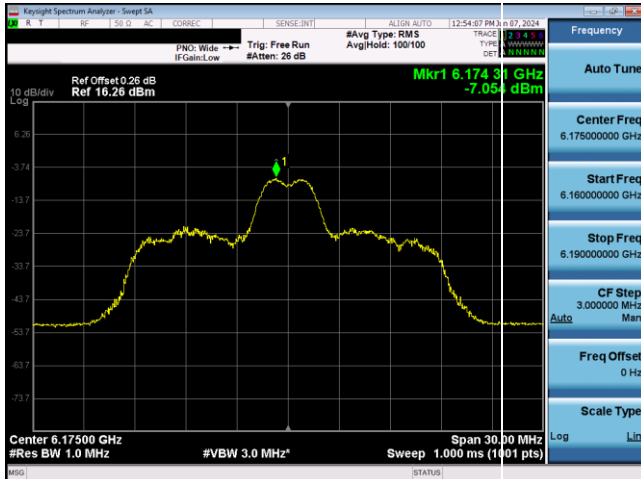 Keysight Spectrum Analyzer - Swept SA
R T RF 50 Ω AC CORREC SENSE:INT ALIGN AUTO 12:54:07 PM Jun 07, 2024
PNO: Wide
IFGain:Low
Trig: Free Run
#Atten: 26 dB
#Avg Type: RMS
Avg|Hold: 100/100
TRACE 1 2 3 4 5 6
TYPE
DET A N N N N N
Mkr1 6.174 31 GHz
-7.054 dBm
Ref Offset 0.26 dB
Ref 16.26 dBm
10 dB/div
Log
6.26
-3.74
-13.7
-23.7
-33.7
-43.7
-53.7
-63.7
-73.7
1
Center 6.17500 GHz
#Res BW 1.0 MHz
#VBW 3.0 MHz*
Span 30.00 MHz
Sweep 1.000 ms (1001 pts)
MSG
STATUS
Frequency
Auto Tune
Center Freq
6.175000000 GHz
Start Freq
6.160000000 GHz
Stop Freq
6.190000000 GHz
CF Step
3.000000 MHz
Auto Man
Freq Offset
0 Hz
Scale Type
Log Lin